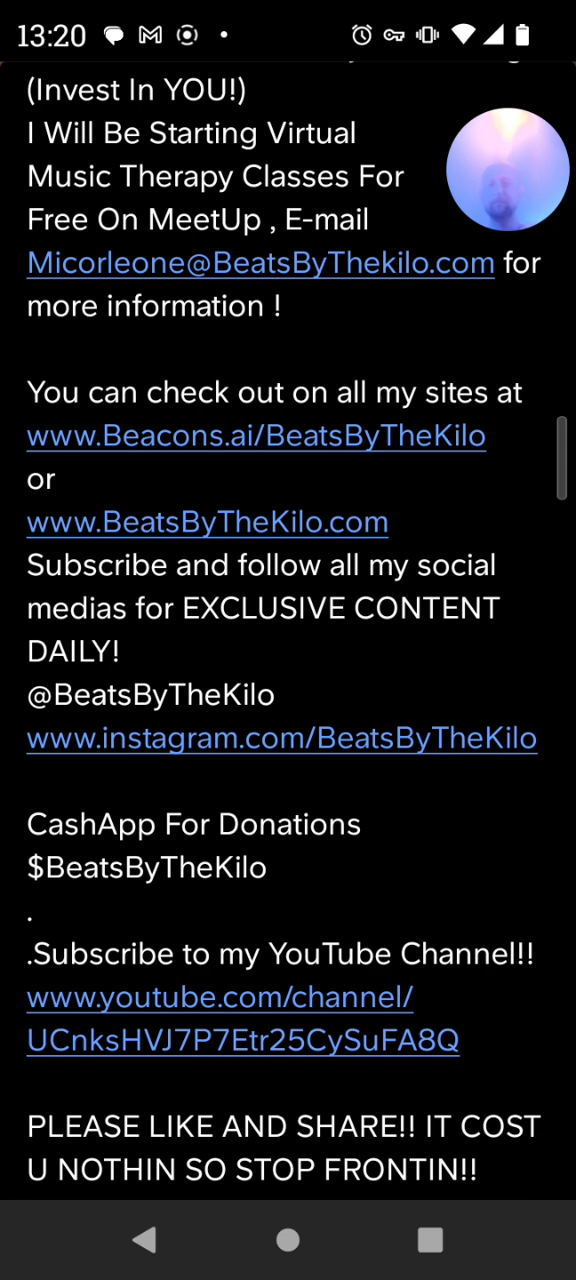 13:20
(Invest In YOU!)
I Will Be Starting Virtual
Music Therapy Classes For
Free On MeetUp , E-mail
Micorleone@BeatsByThekilo.com for
more information !
You can check out on all my sites at
www.Beacons.ai/BeatsByTheKilo
or
www.BeatsByTheKilo.com
Subscribe and follow all my social
medias for EXCLUSIVE CONTENT
DAILY!
@BeatsByTheKilo
www.instagram.com/BeatsByTheKilo
CashApp For Donations
$BeatsByTheKilo
.
.Subscribe to my YouTube Channel!!
www.youtube.com/channel/
UCnksHVJ7P7Etr25CySuFA8Q
PLEASE LIKE AND SHARE!! IT COST
U NOTHIN SO STOP FRONTIN!!